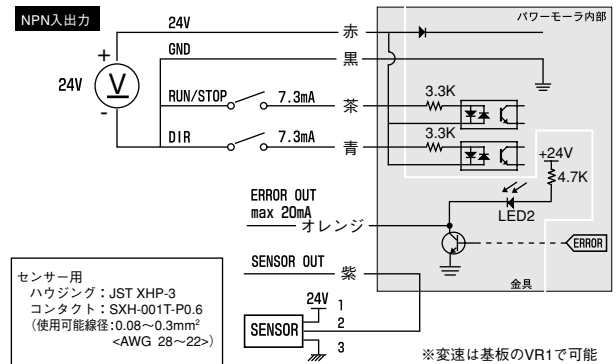 NPN入出力
パワーモーラ内部
24V
赤
GND
黒
+
24V
V
-
RUN/STOP
7.3mA
茶
3.3K
DIR
7.3mA
青
3.3K
+24V
4.7K
LED2
ERROR OUT
max 20mA
オレンジ
ERROR
金具
SENSOR OUT
紫
センサー用
ハウジング：JST XHP-3
コンタクト：SXH-001T-P0.6
(使用可能線径：0.08〜0.3mm²
<AWG 28〜22>)
24V
1
SENSOR
2
3
※変速は基板のVR1で可能